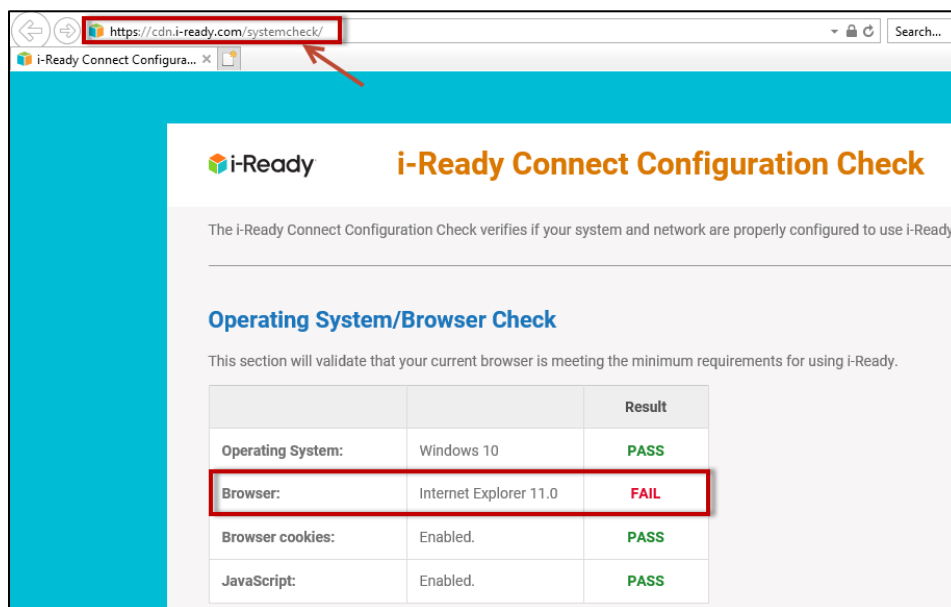 https://cdn.i-ready.com/systemcheck/
Search...
i-Ready Connect Configura...
i-Ready
i-Ready Connect Configuration Check
The i-Ready Connect Configuration Check verifies if your system and network are properly configured to use i-Ready
Operating System/Browser Check
This section will validate that your current browser is meeting the minimum requirements for using i-Ready.
Result
Operating System: Windows 10 PASS
Browser: Internet Explorer 11.0 FAIL
Browser cookies: Enabled. PASS
JavaScript: Enabled. PASS